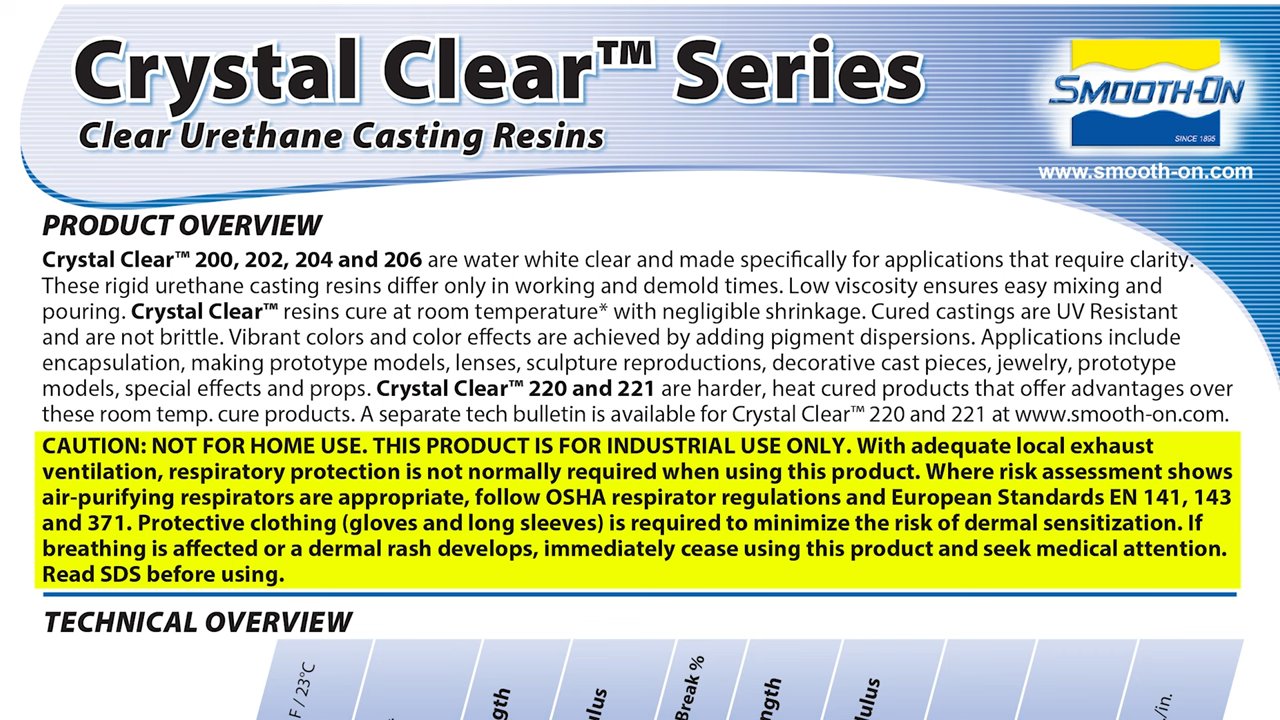 Crystal Clear™ Series
Clear Urethane Casting Resins
SMOOTH-ON
SINCE 1895
www.smooth-on.com
PRODUCT OVERVIEW
Crystal Clear™ 200, 202, 204 and 206 are water white clear and made specifically for applications that require clarity.
These rigid urethane casting resins differ only in working and demold times. Low viscosity ensures easy mixing and
pouring. Crystal Clear™ resins cure at room temperature* with negligible shrinkage. Cured castings are UV Resistant
and are not brittle. Vibrant colors and color effects are achieved by adding pigment dispersions. Applications include
encapsulation, making prototype models, lenses, sculpture reproductions, decorative cast pieces, jewelry, prototype
models, special effects and props. Crystal Clear™ 220 and 221 are harder, heat cured products that offer advantages over
these room temp. cure products. A separate tech bulletin is available for Crystal Clear™ 220 and 221 at www.smooth-on.com.
CAUTION: NOT FOR HOME USE. THIS PRODUCT IS FOR INDUSTRIAL USE ONLY. With adequate local exhaust
ventilation, respiratory protection is not normally required when using this product. Where risk assessment shows
air-purifying respirators are appropriate, follow OSHA respirator regulations and European Standards EN 141, 143
and 371. Protective clothing (gloves and long sleeves) is required to minimize the risk of dermal sensitization. If
breathing is affected or a dermal rash develops, immediately cease using this product and seek medical attention.
Read SDS before using.
TECHNICAL OVERVIEW
F / 23°C
Break %
/in.